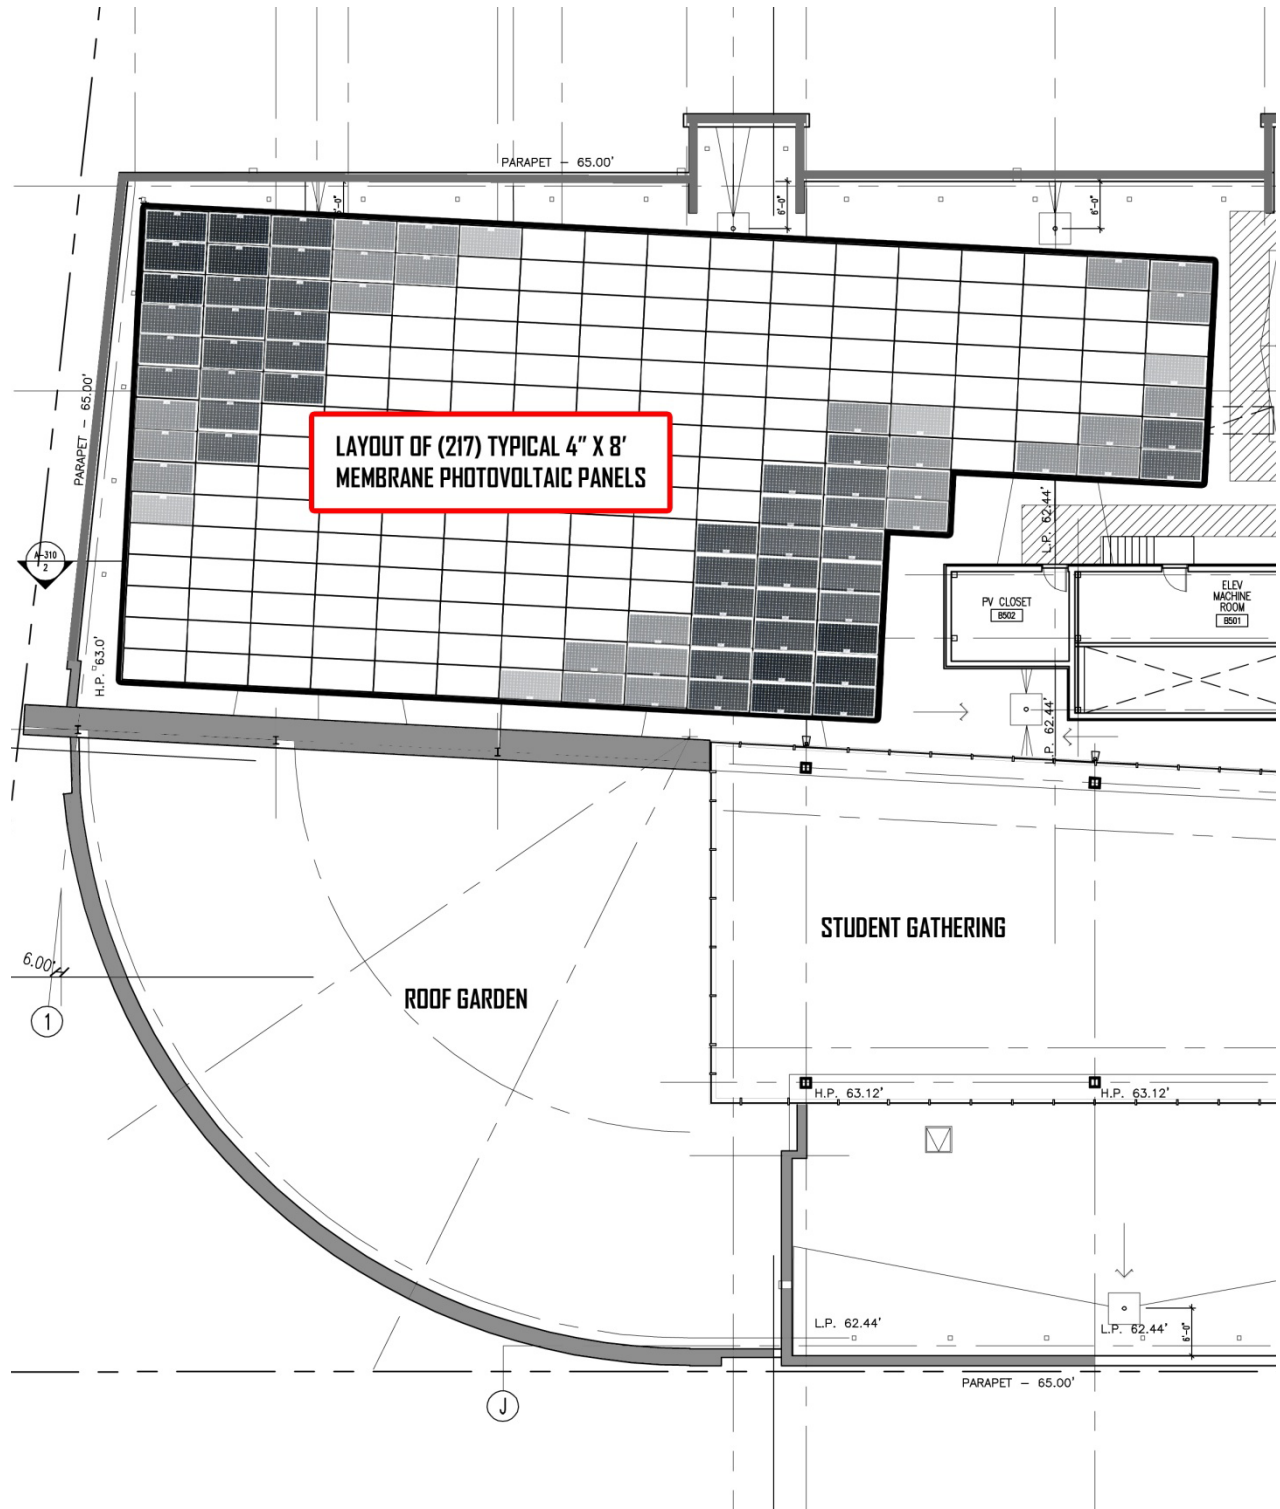 PARAPET - 65.00'
6'-0"
6'-0"
PARAPET - 65.00'
LAYOUT OF (217) TYPICAL 4" X 8'
MEMBRANE PHOTOVOLTAIC PANELS
L.P. 62.44'
A-310
2
PV CLOSET
B502
ELEV
MACHINE
ROOM
B501
H.P. 63.0'
L.P. 62.44'
STUDENT GATHERING
6.00'
ROOF GARDEN
1
H.P. 63.12'
H.P. 63.12'
L.P. 62.44'
L.P. 62.44'
6'-0"
PARAPET - 65.00'
J